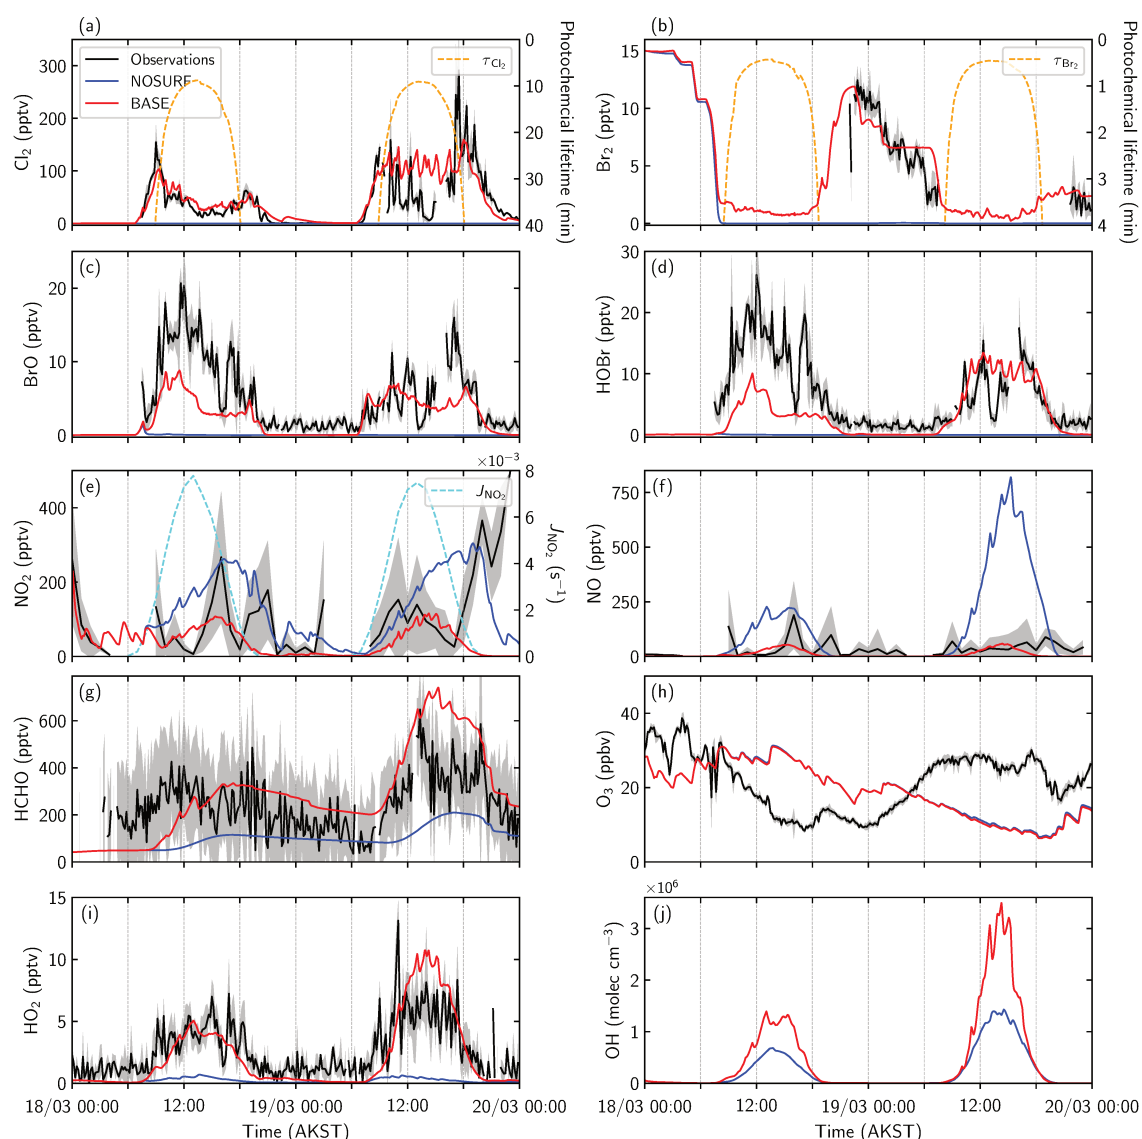 (a)
Observations
NOSURF
BASE
τCl₂
Cl₂ (pptv)
300
200
100
0
0
10
20
30
40
Photochemcial lifetime (min)
(b)
τBr₂
Br₂ (pptv)
15
10
5
0
0
1
2
3
4
Photochemcial lifetime (min)
(c)
BrO (pptv)
20
10
0
(d)
HOBr (pptv)
30
20
10
0
(e)
×10⁻³
J_NO₂
NO₂ (pptv)
400
200
0
8
6
4
2
0
J_NO₂ (s⁻¹)
(f)
NO (pptv)
750
500
250
0
(g)
HCHO (pptv)
600
400
200
0
(h)
O₃ (ppbv)
40
20
0
(i)
HO₂ (pptv)
15
10
5
0
18/03 00:00
12:00
19/03 00:00
12:00
20/03 00:00
Time (AKST)
×10⁶
(j)
OH (molec cm⁻³)
3
2
1
0
18/03 00:00
12:00
19/03 00:00
12:00
20/03 00:00
Time (AKST)